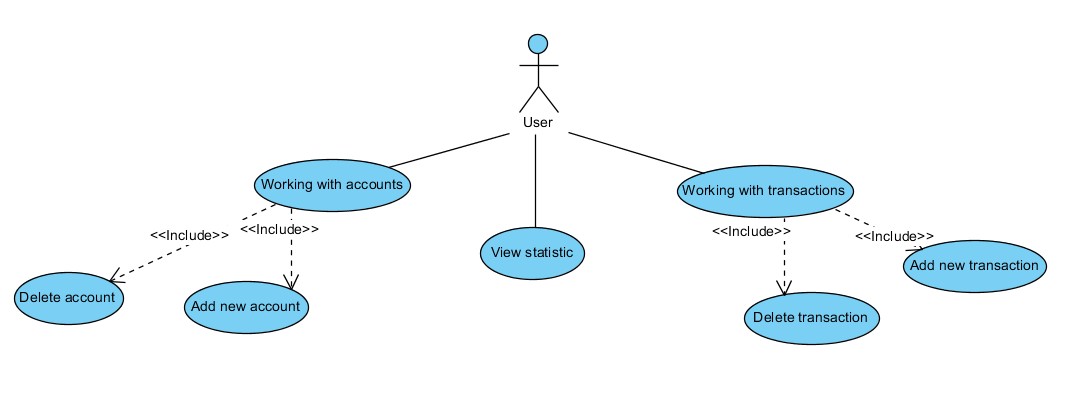 User
Working with accounts
Working with transactions
<<Include>>
<<Include>>
<<Include>>
<<Include>>
View statistic
Add new transaction
Delete account
Add new account
Delete transaction